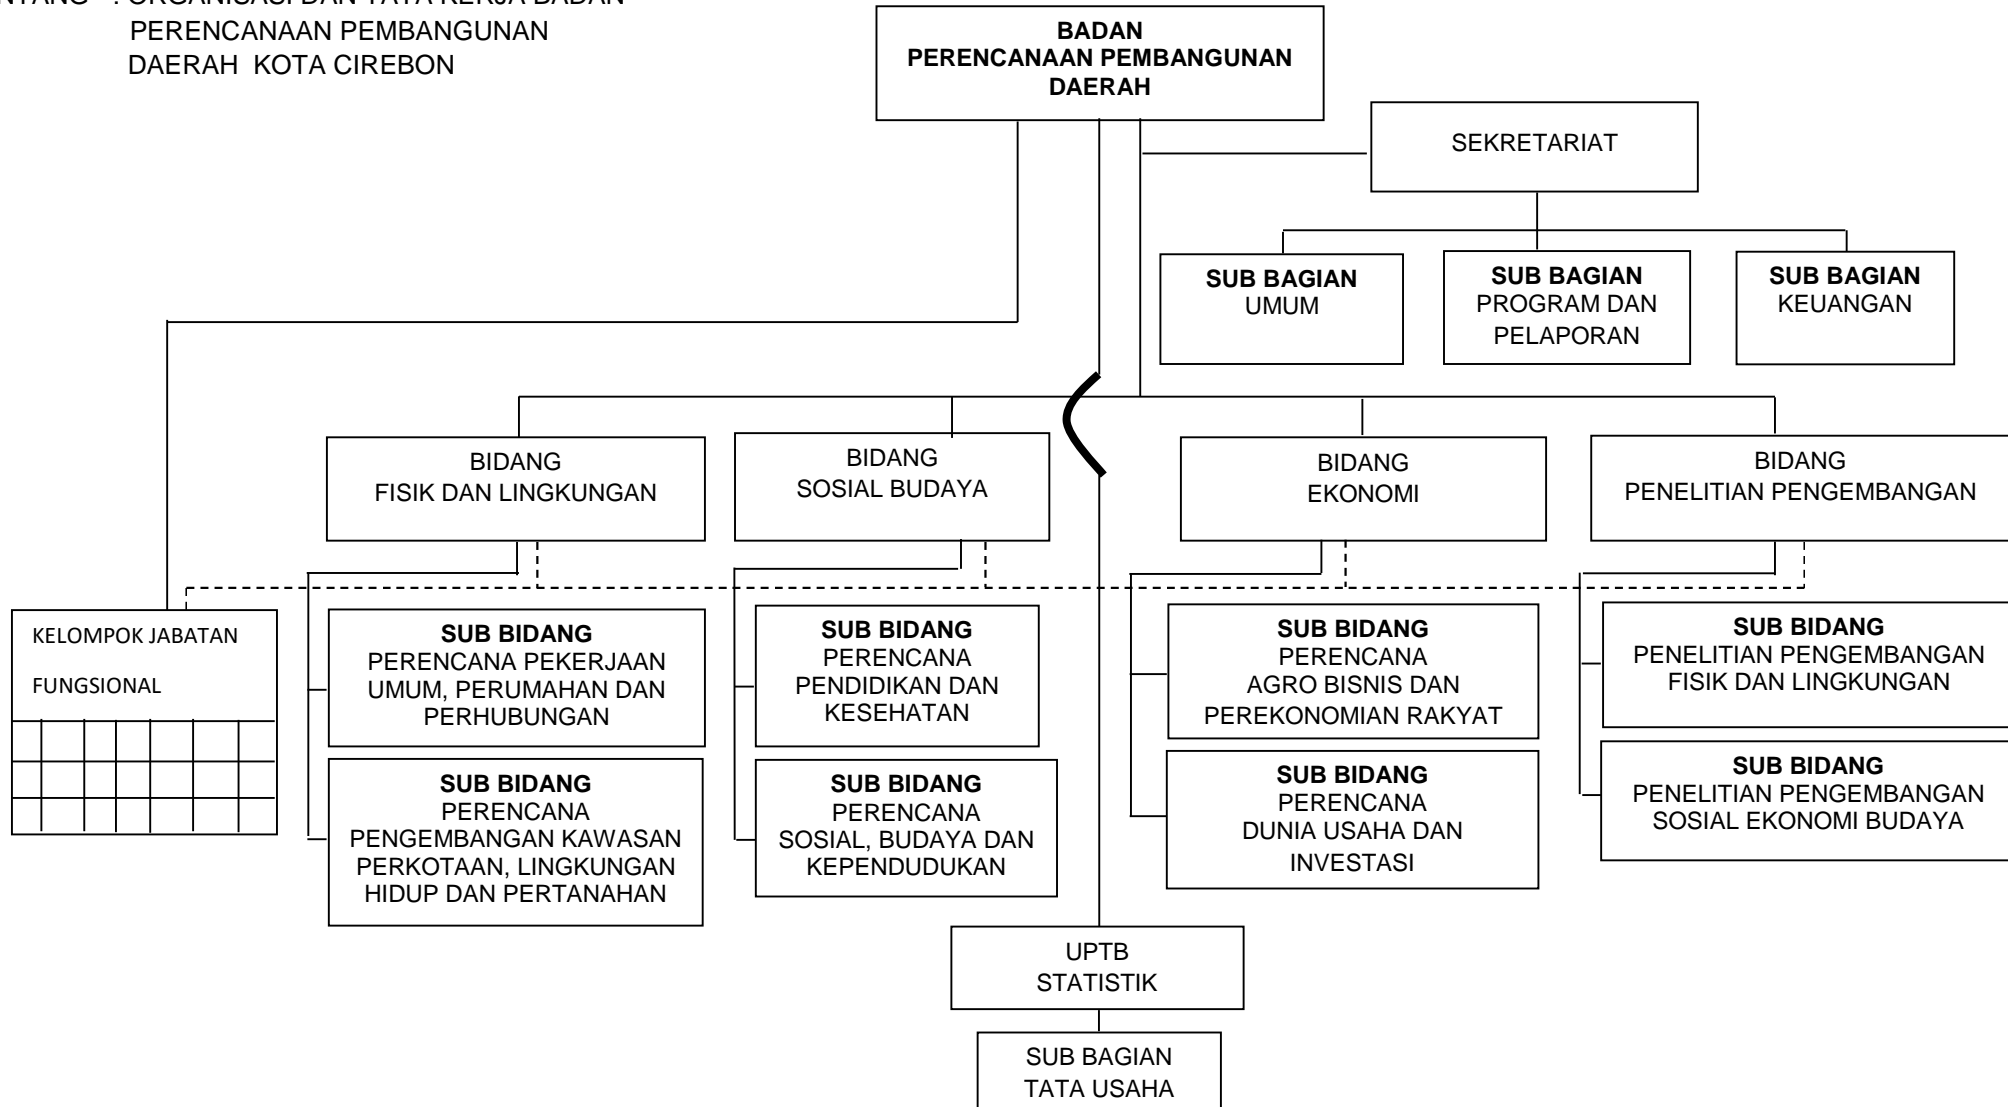 : ORGANISASI DAN TATA KERJA BADAN
PERENCANAAN PEMBANGUNAN
DAERAH KOTA CIREBON
BADAN
PERENCANAAN PEMBANGUNAN
DAERAH
SEKRETARIAT
SUB BAGIAN
UMUM
SUB BAGIAN
PROGRAM DAN
PELAPORAN
SUB BAGIAN
KEUANGAN
BIDANG
FISIK DAN LINGKUNGAN
BIDANG
SOSIAL BUDAYA
BIDANG
EKONOMI
BIDANG
PENELITIAN PENGEMBANGAN
KELOMPOK JABATAN
FUNGSIONAL
SUB BIDANG
PERENCANA PEKERJAAN
UMUM, PERUMAHAN DAN
PERHUBUNGAN
SUB BIDANG
PERENCANA
PENDIDIKAN DAN
KESEHATAN
SUB BIDANG
PERENCANA
AGRO BISNIS DAN
PEREKONOMIAN RAKYAT
SUB BIDANG
PENELITIAN PENGEMBANGAN
FISIK DAN LINGKUNGAN
SUB BIDANG
PERENCANA
PENGEMBANGAN KAWASAN
PERKOTAAN, LINGKUNGAN
HIDUP DAN PERTANAHAN
SUB BIDANG
PERENCANA
SOSIAL, BUDAYA DAN
KEPENDUDUKAN
SUB BIDANG
PERENCANA
DUNIA USAHA DAN
INVESTASI
SUB BIDANG
PENELITIAN PENGEMBANGAN
SOSIAL EKONOMI BUDAYA
UPTB
STATISTIK
SUB BAGIAN
TATA USAHA